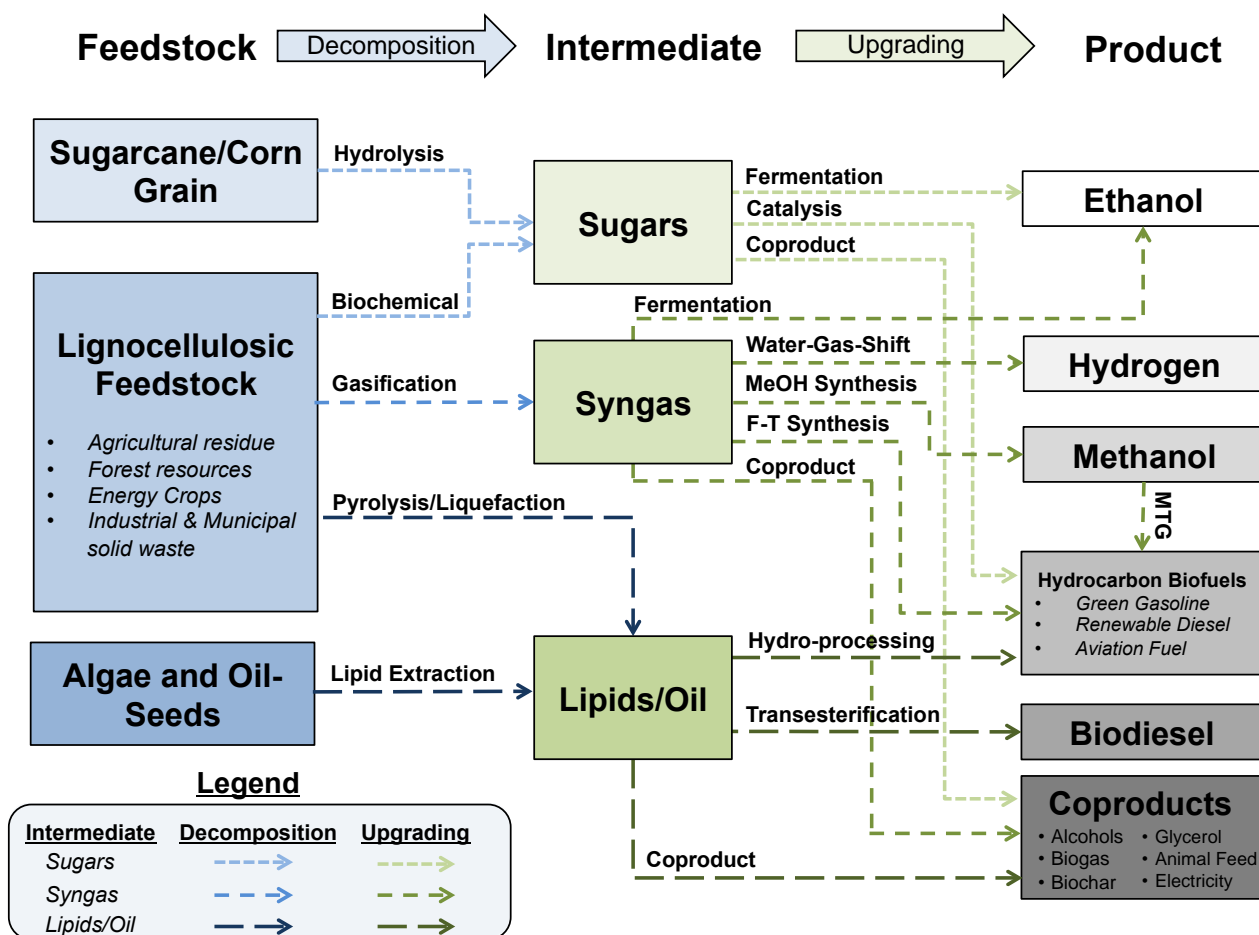 Feedstock
Decomposition
Intermediate
Upgrading
Product
Sugarcane/Corn
Grain
Hydrolysis
Sugars
Fermentation
Catalysis
Coproduct
Ethanol
Lignocellulosic
Feedstock
• Agricultural residue
• Forest resources
• Energy Crops
• Industrial & Municipal
solid waste
Biochemical
Gasification
Pyrolysis/Liquefaction
Syngas
Fermentation
Water-Gas-Shift
MeOH Synthesis
F-T Synthesis
Coproduct
Hydrogen
Methanol
MTG
Hydrocarbon Biofuels
• Green Gasoline
• Renewable Diesel
• Aviation Fuel
Algae and Oil-
Seeds
Lipid Extraction
Lipids/Oil
Hydro-processing
Transesterification
Coproduct
Biodiesel
Coproducts
• Alcohols
• Biogas
• Biochar
• Glycerol
• Animal Feed
• Electricity
Legend
Intermediate Decomposition Upgrading
Sugars
Syngas
Lipids/Oil